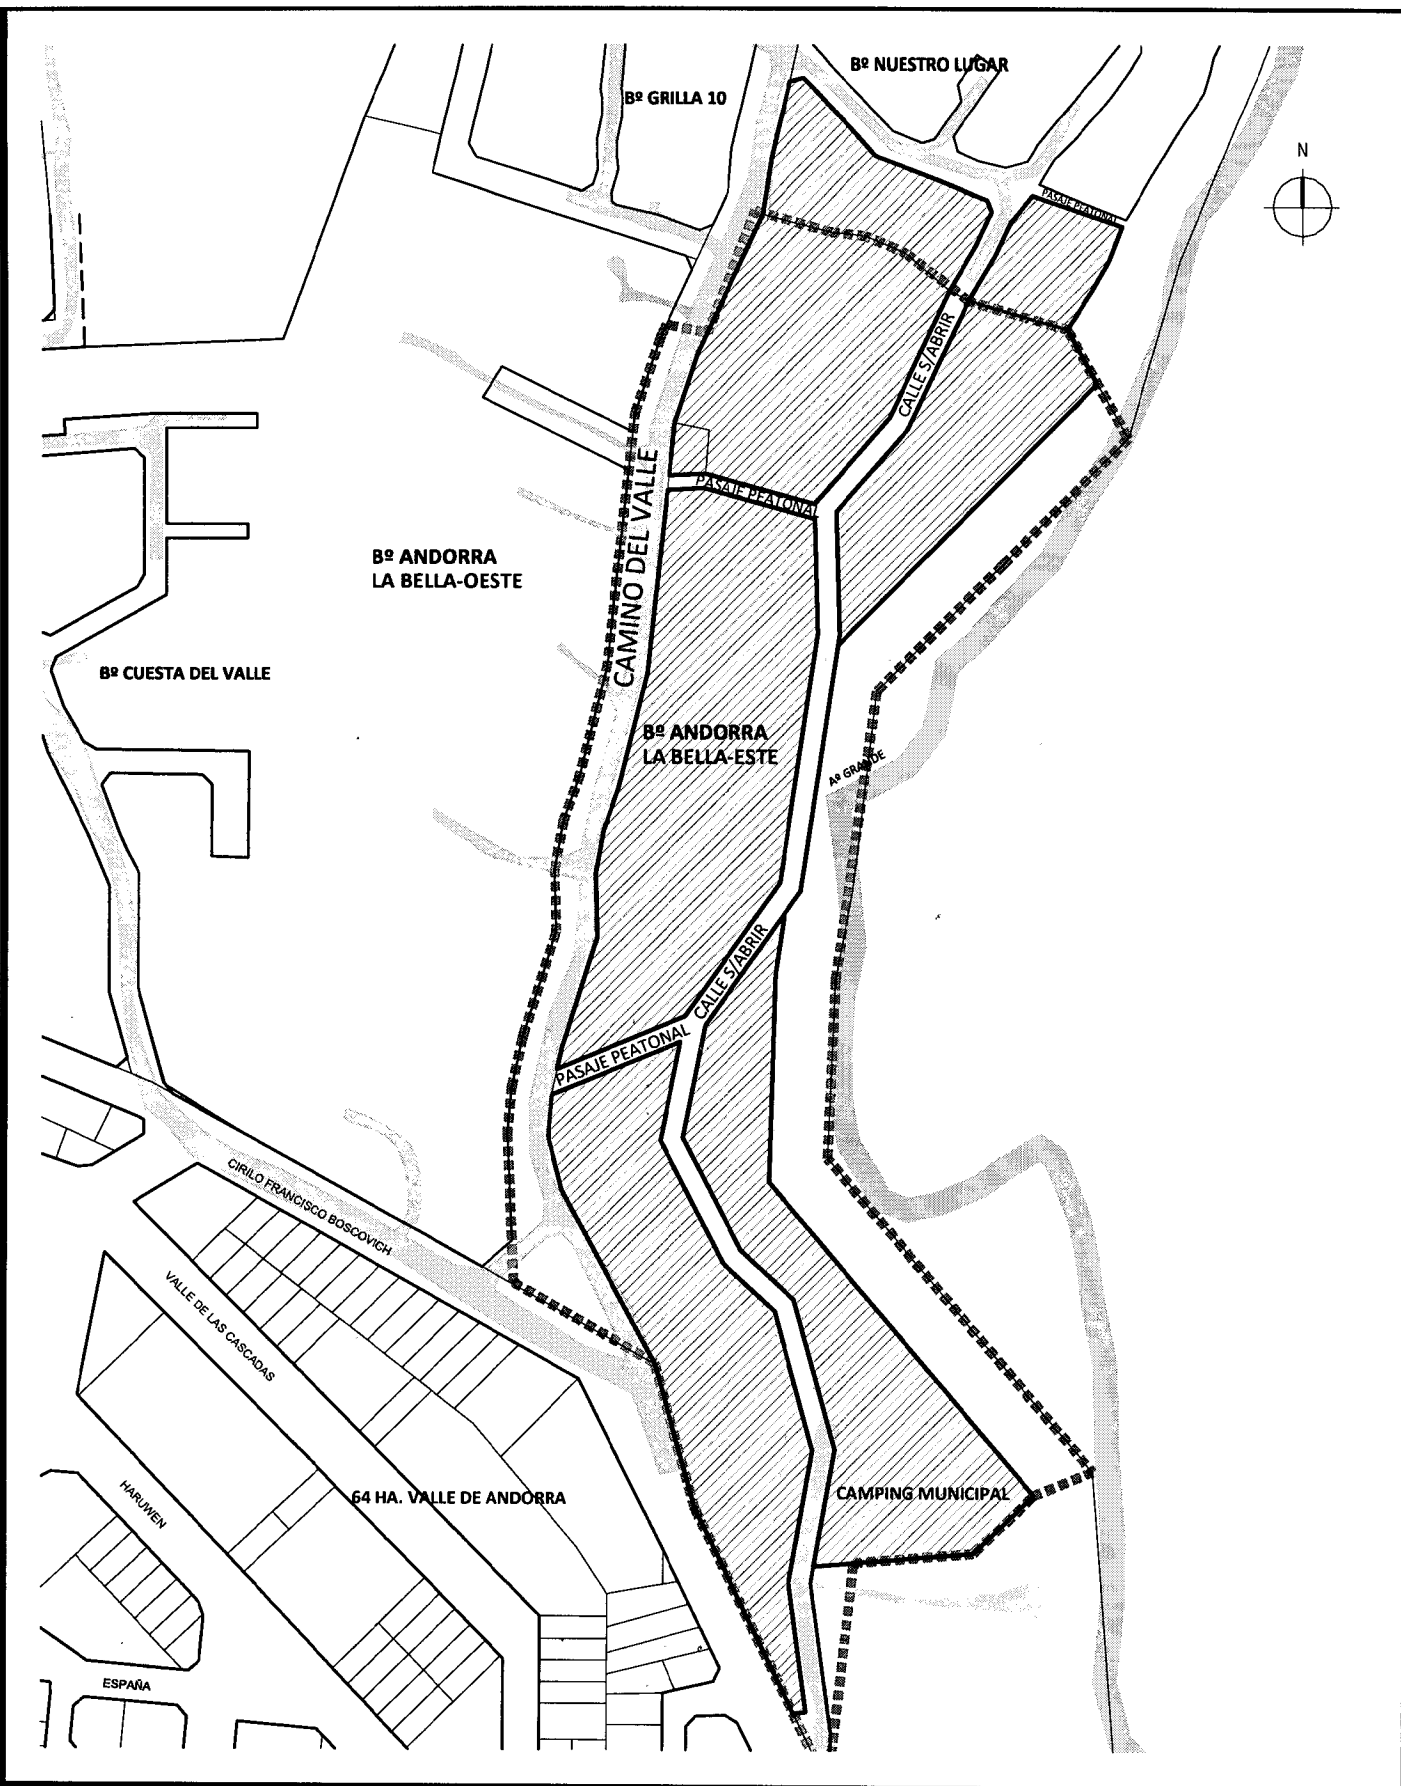 Bº NUESTRO LUGAR
Bº GRILLA 10
N
PASAJE PEATONAL
CALLE S/ABRIR
CAMINO DEL VALLE
PASAJE PEATONAL
Bº ANDORRA
LA BELLA-OESTE
Bº CUESTA DEL VALLE
Bº ANDORRA
LA BELLA-ESTE
Aº GRANDE
CALLE S/ABRIR
PASAJE PEATONAL
CIRILO FRANCISCO BOSCOVICH
VALLE DE LAS CASCADAS
HARUWEN
64 HA. VALLE DE ANDORRA
CAMPING MUNICIPAL
ESPAÑA